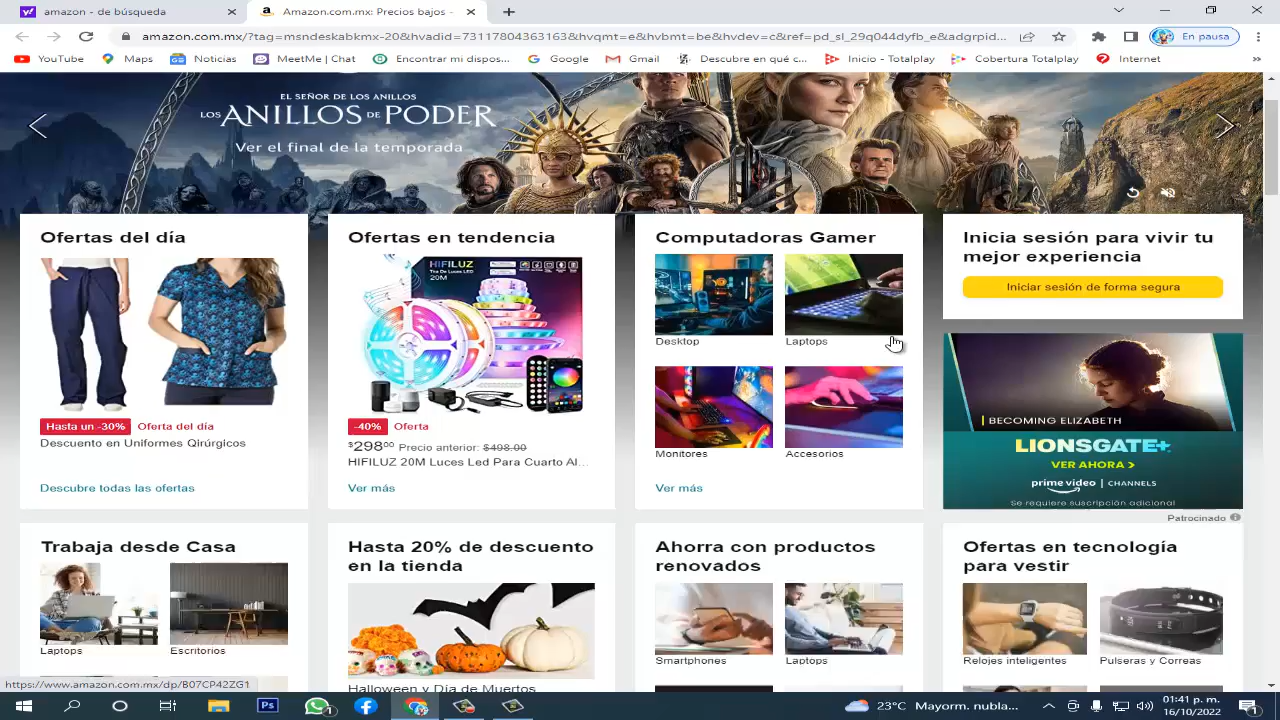 amazon - de búsqueda
Amazon.com.mx: Precios bajos -
amazon.com.mx/?tag=msndeskabkmx-20&hvadid=73117804363163&hvqmt=e&hvbmt=be&hvdev=c&ref=pd_sl_29q044dyfb_e&adgrpid...
En pausa
YouTube
Maps
Noticias
MeetMe | Chat
Encontrar mi dispos...
Google
Gmail
Descubre en qué c...
Inicio - Totalplay
Cobertura Totalplay
Internet
»
EL SEÑOR DE LOS ANILLOS
LOS ANILLOS DE PODER
Ver el final de la temporada
Ofertas del día
Hasta un -30% Oferta del día
Descuento en Uniformes Qirúrgicos
Descubre todas las ofertas
Ofertas en tendencia
HIFILUZ
Tira De Luces LED
20M
-40% Oferta
$29800 Precio anterior: $498.00
HIFILUZ 20M Luces Led Para Cuarto Al...
Ver más
Computadoras Gamer
Desktop
Laptops
Monitores
Accesorios
Ver más
Inicia sesión para vivir tu
mejor experiencia
Iniciar sesión de forma segura
BECOMING ELIZABETH
LIONSGATE+
VER AHORA >
prime video | CHANNELS
Se requiere suscripción adicional
Patrocinado
Trabaja desde Casa
Laptops
Escritorios
Hasta 20% de descuento
en la tienda
Halloween y Día de Muertos
Ahorra con productos
renovados
Smartphones
Laptops
Ofertas en tecnología
para vestir
Relojes inteligentes
Pulseras y Correas
https://www.amazon.com.mx/dp/B07CP42ZG1
Ps
1
23°C Mayorm. nubla...
01:41 p. m.
16/10/2022
1